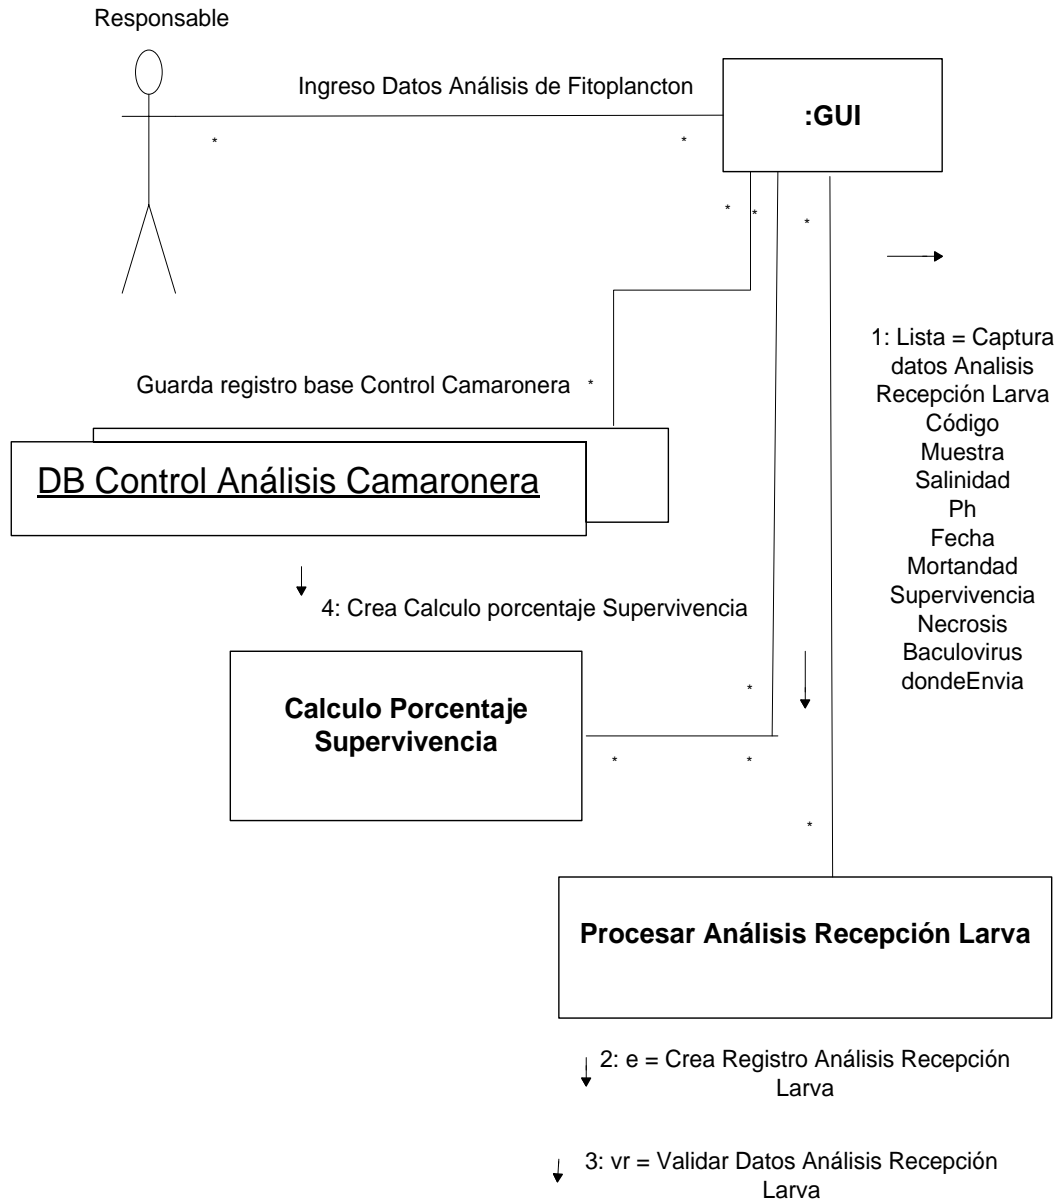 Responsable
Ingreso Datos Análisis de Fitoplancton
:GUI
*
*
*
*
*
1: Lista = Captura
datos Analisis
Recepción Larva
Código
Muestra
Salinidad
Ph
Fecha
Mortandad
Supervivencia
Necrosis
Baculovirus
dondeEnvia
Guarda registro base Control Camaronera *
DB Control Análisis Camaronera
4: Crea Calculo porcentaje Supervivencia
Calculo Porcentaje
Supervivencia
*
*
*
*
Procesar Análisis Recepción Larva
2: e = Crea Registro Análisis Recepción
Larva
3: vr = Validar Datos Análisis Recepción
Larva